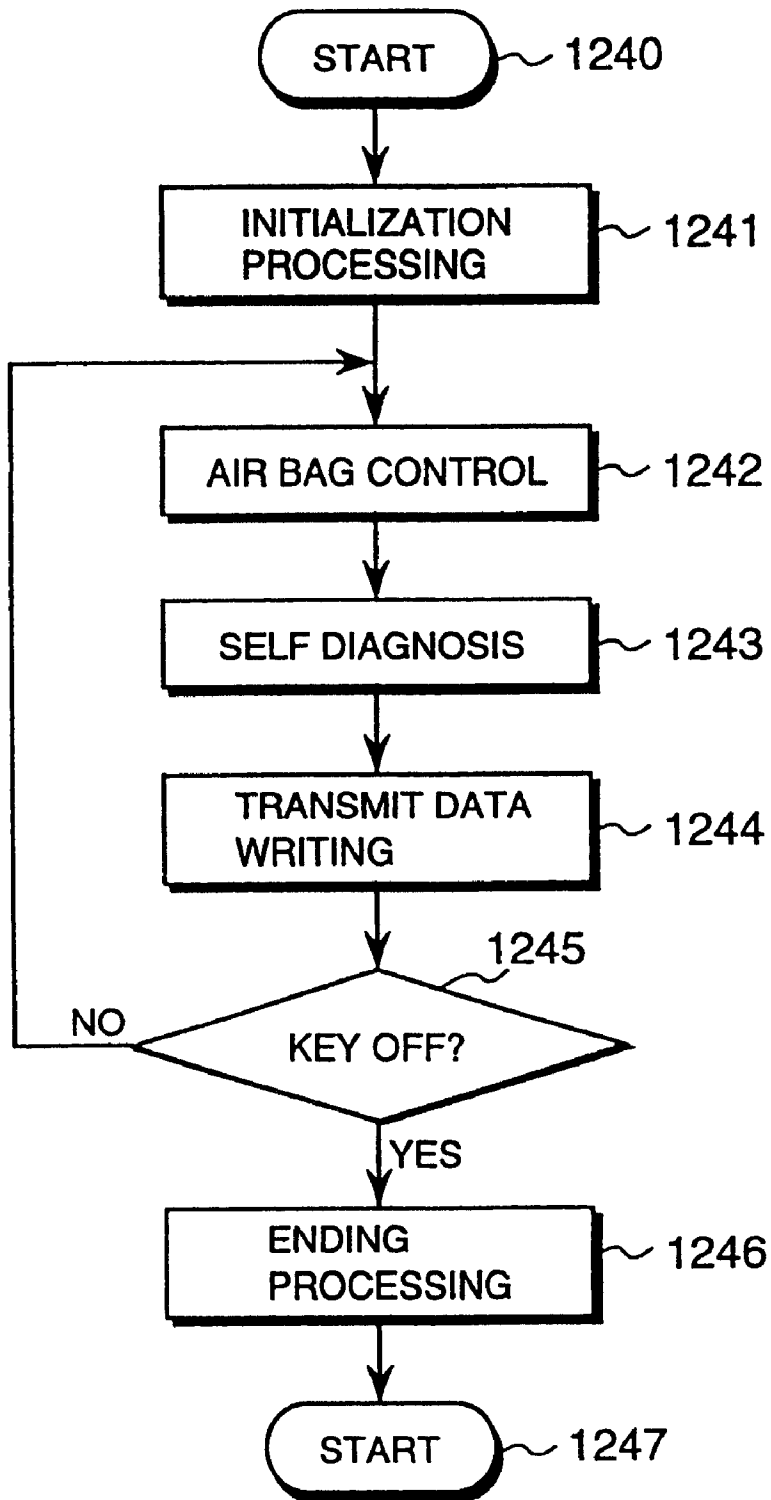 START
1240
INITIALIZATION
PROCESSING
1241
AIR BAG CONTROL
1242
SELF DIAGNOSIS
1243
TRANSMIT DATA
WRITING
1244
1245
KEY OFF?
NO
YES
ENDING
PROCESSING
1246
START
1247